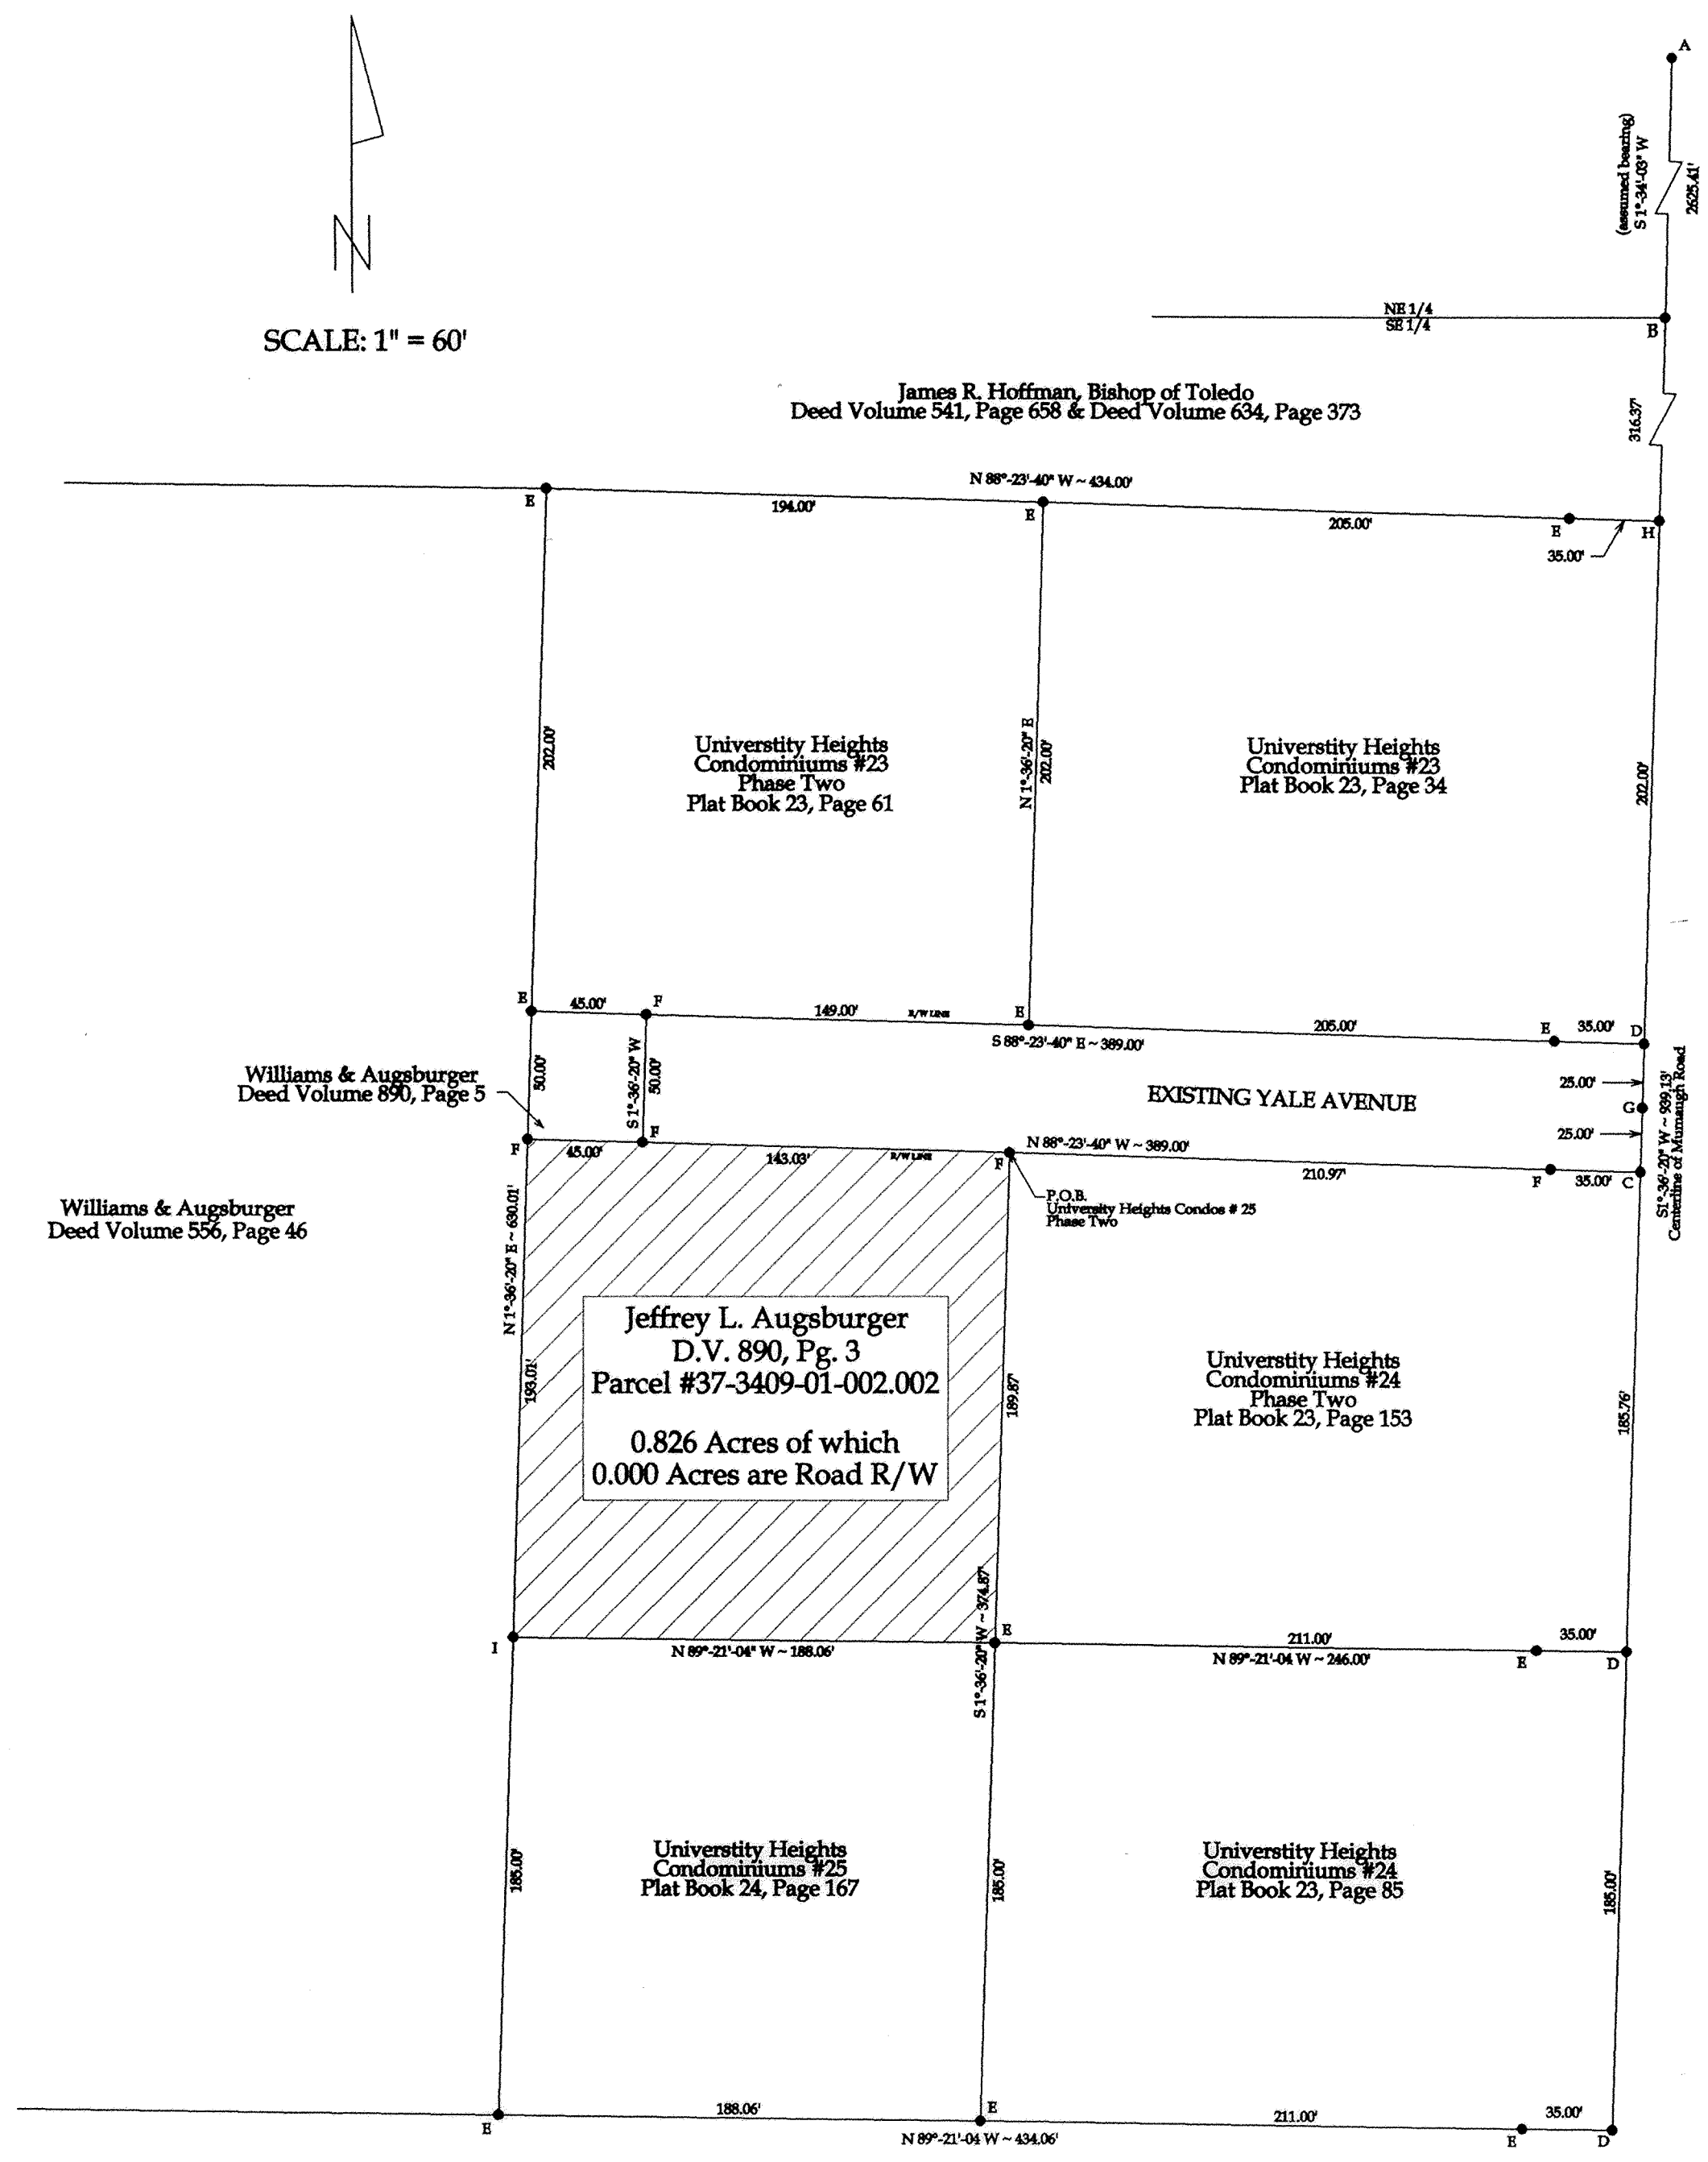 A
(assumed bearing)
S 1°-34'-03" W
2625.41'
N
SCALE: 1" = 60'
NE 1/4
SE 1/4
B
James R. Hoffman, Bishop of Toledo
Deed Volume 541, Page 658 & Deed Volume 634, Page 373
316.37'
N 88°-23'-40" W ~ 434.00'
E
194.00'
E
205.00'
E
H
35.00'
202.00'
Universtity Heights
Condominiums #23
Phase Two
Plat Book 23, Page 61
N 1°-36'-20" E
202.00'
Universtity Heights
Condominiums #23
Plat Book 23, Page 34
202.00'
E
45.00'
F
149.00'
R/W LINE
E
205.00'
E
35.00'
D
S 88°-23'-40" E ~ 389.00'
Williams & Augsburger
Deed Volume 890, Page 5
50.00'
S 1°-36'-20" W
50.00'
EXISTING YALE AVENUE
25.00'
G
25.00'
S1°-36'-20" W ~ 939.13'
Centerline of Mumaugh Road
F
45.00'
F
143.03'
R/W LINE
F
N 88°-23'-40" W ~ 389.00'
210.97'
F
35.00'
C
P.O.B.
University Heights Condos # 25
Phase Two
Williams & Augsburger
Deed Volume 556, Page 46
N 1°-36'-20" E ~ 630.01'
193.01'
Jeffrey L. Augsburger
D.V. 890, Pg. 3
Parcel #37-3409-01-002.002
0.826 Acres of which
0.000 Acres are Road R/W
189.87'
Universtity Heights
Condominiums #24
Phase Two
Plat Book 23, Page 153
185.76'
S 1°-36'-20" W ~ 374.87'
I
N 89°-21'-04" W ~ 188.06'
E
211.00'
N 89°-21'-04 W ~ 246.00'
E
35.00'
D
185.00'
Universtity Heights
Condominiums #25
Plat Book 24, Page 167
185.00'
Universtity Heights
Condominiums #24
Plat Book 23, Page 85
185.00'
E
188.06'
E
N 89°-21'-04 W ~ 434.06'
211.00'
E
35.00'
D